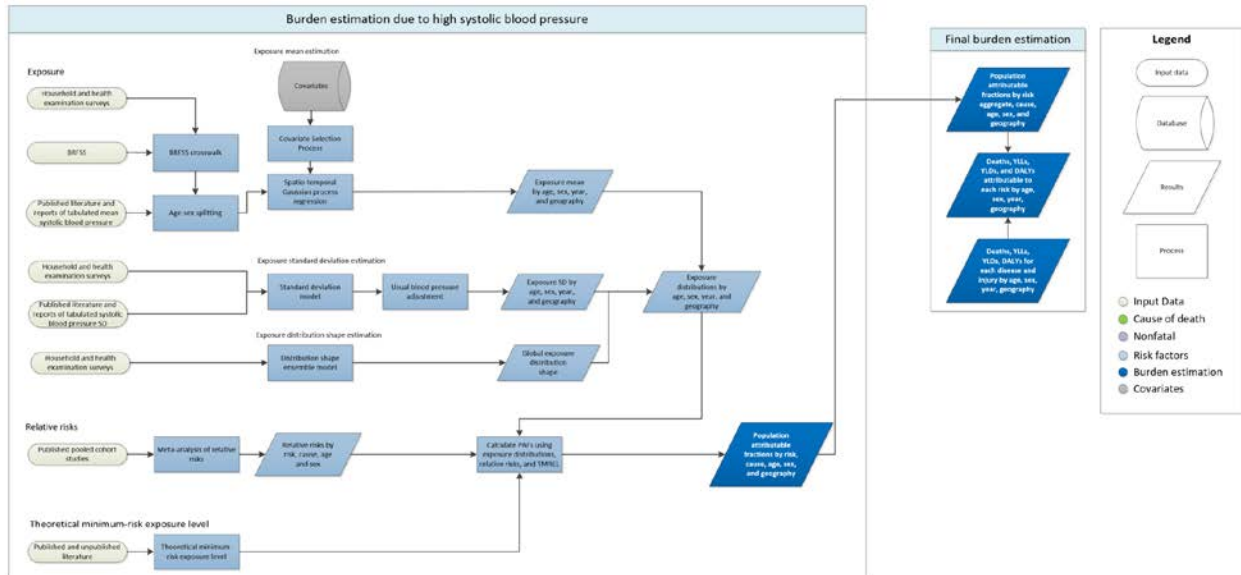 Burden estimation due to high systolic blood pressure
Exposure mean estimation
Exposure
Covariates
Household and health
examination surveys
Covariate Selection
Process
BRFSS
BRFSS crosswalk
Spatio temporal
Gaussian process
regression
Exposure mean
by age, sex, year,
and geography
Published literature and
reports of tabulated mean
systolic blood pressure
Age sex splitting
Exposure standard deviation estimation
Household and health
examination surveys
Standard deviation
model
Usual blood pressure
adjustment
Exposure SD by
age, sex, year,
and geography
Exposure
distributions by
age, sex, year, and
geography
Published literature and
reports of tabulated systolic
blood pressure SD
Exposure distribution shape estimation
Household and health
examination surveys
Distribution shape
ensemble model
Global exposure
distribution
shape
Relative risks
Published pooled cohort
studies
Meta-analysis of relative
risks
Relative risks by
risk, cause, age
and sex
Calculate PAFs using
exposure distributions,
relative risks, and TMREL
Population
attributable
fractions by risk,
cause, age, sex,
and geography
Theoretical minimum-risk exposure level
Published and unpublished
literature
Theoretical minimum
risk exposure level
Final burden estimation
Population
attributable
fractions by risk
aggregate, cause,
age, sex, and
geography
Deaths, YLLs,
YLDs, and DALYs
attributable to
each risk by age,
sex, year,
geography
Deaths, YLLs,
YLDs, DALYs for
each disease and
injury by age, sex,
year, geography
Legend
Input data
Database
Results
Process
Input Data
Cause of death
Nonfatal
Risk factors
Burden estimation
Covariates